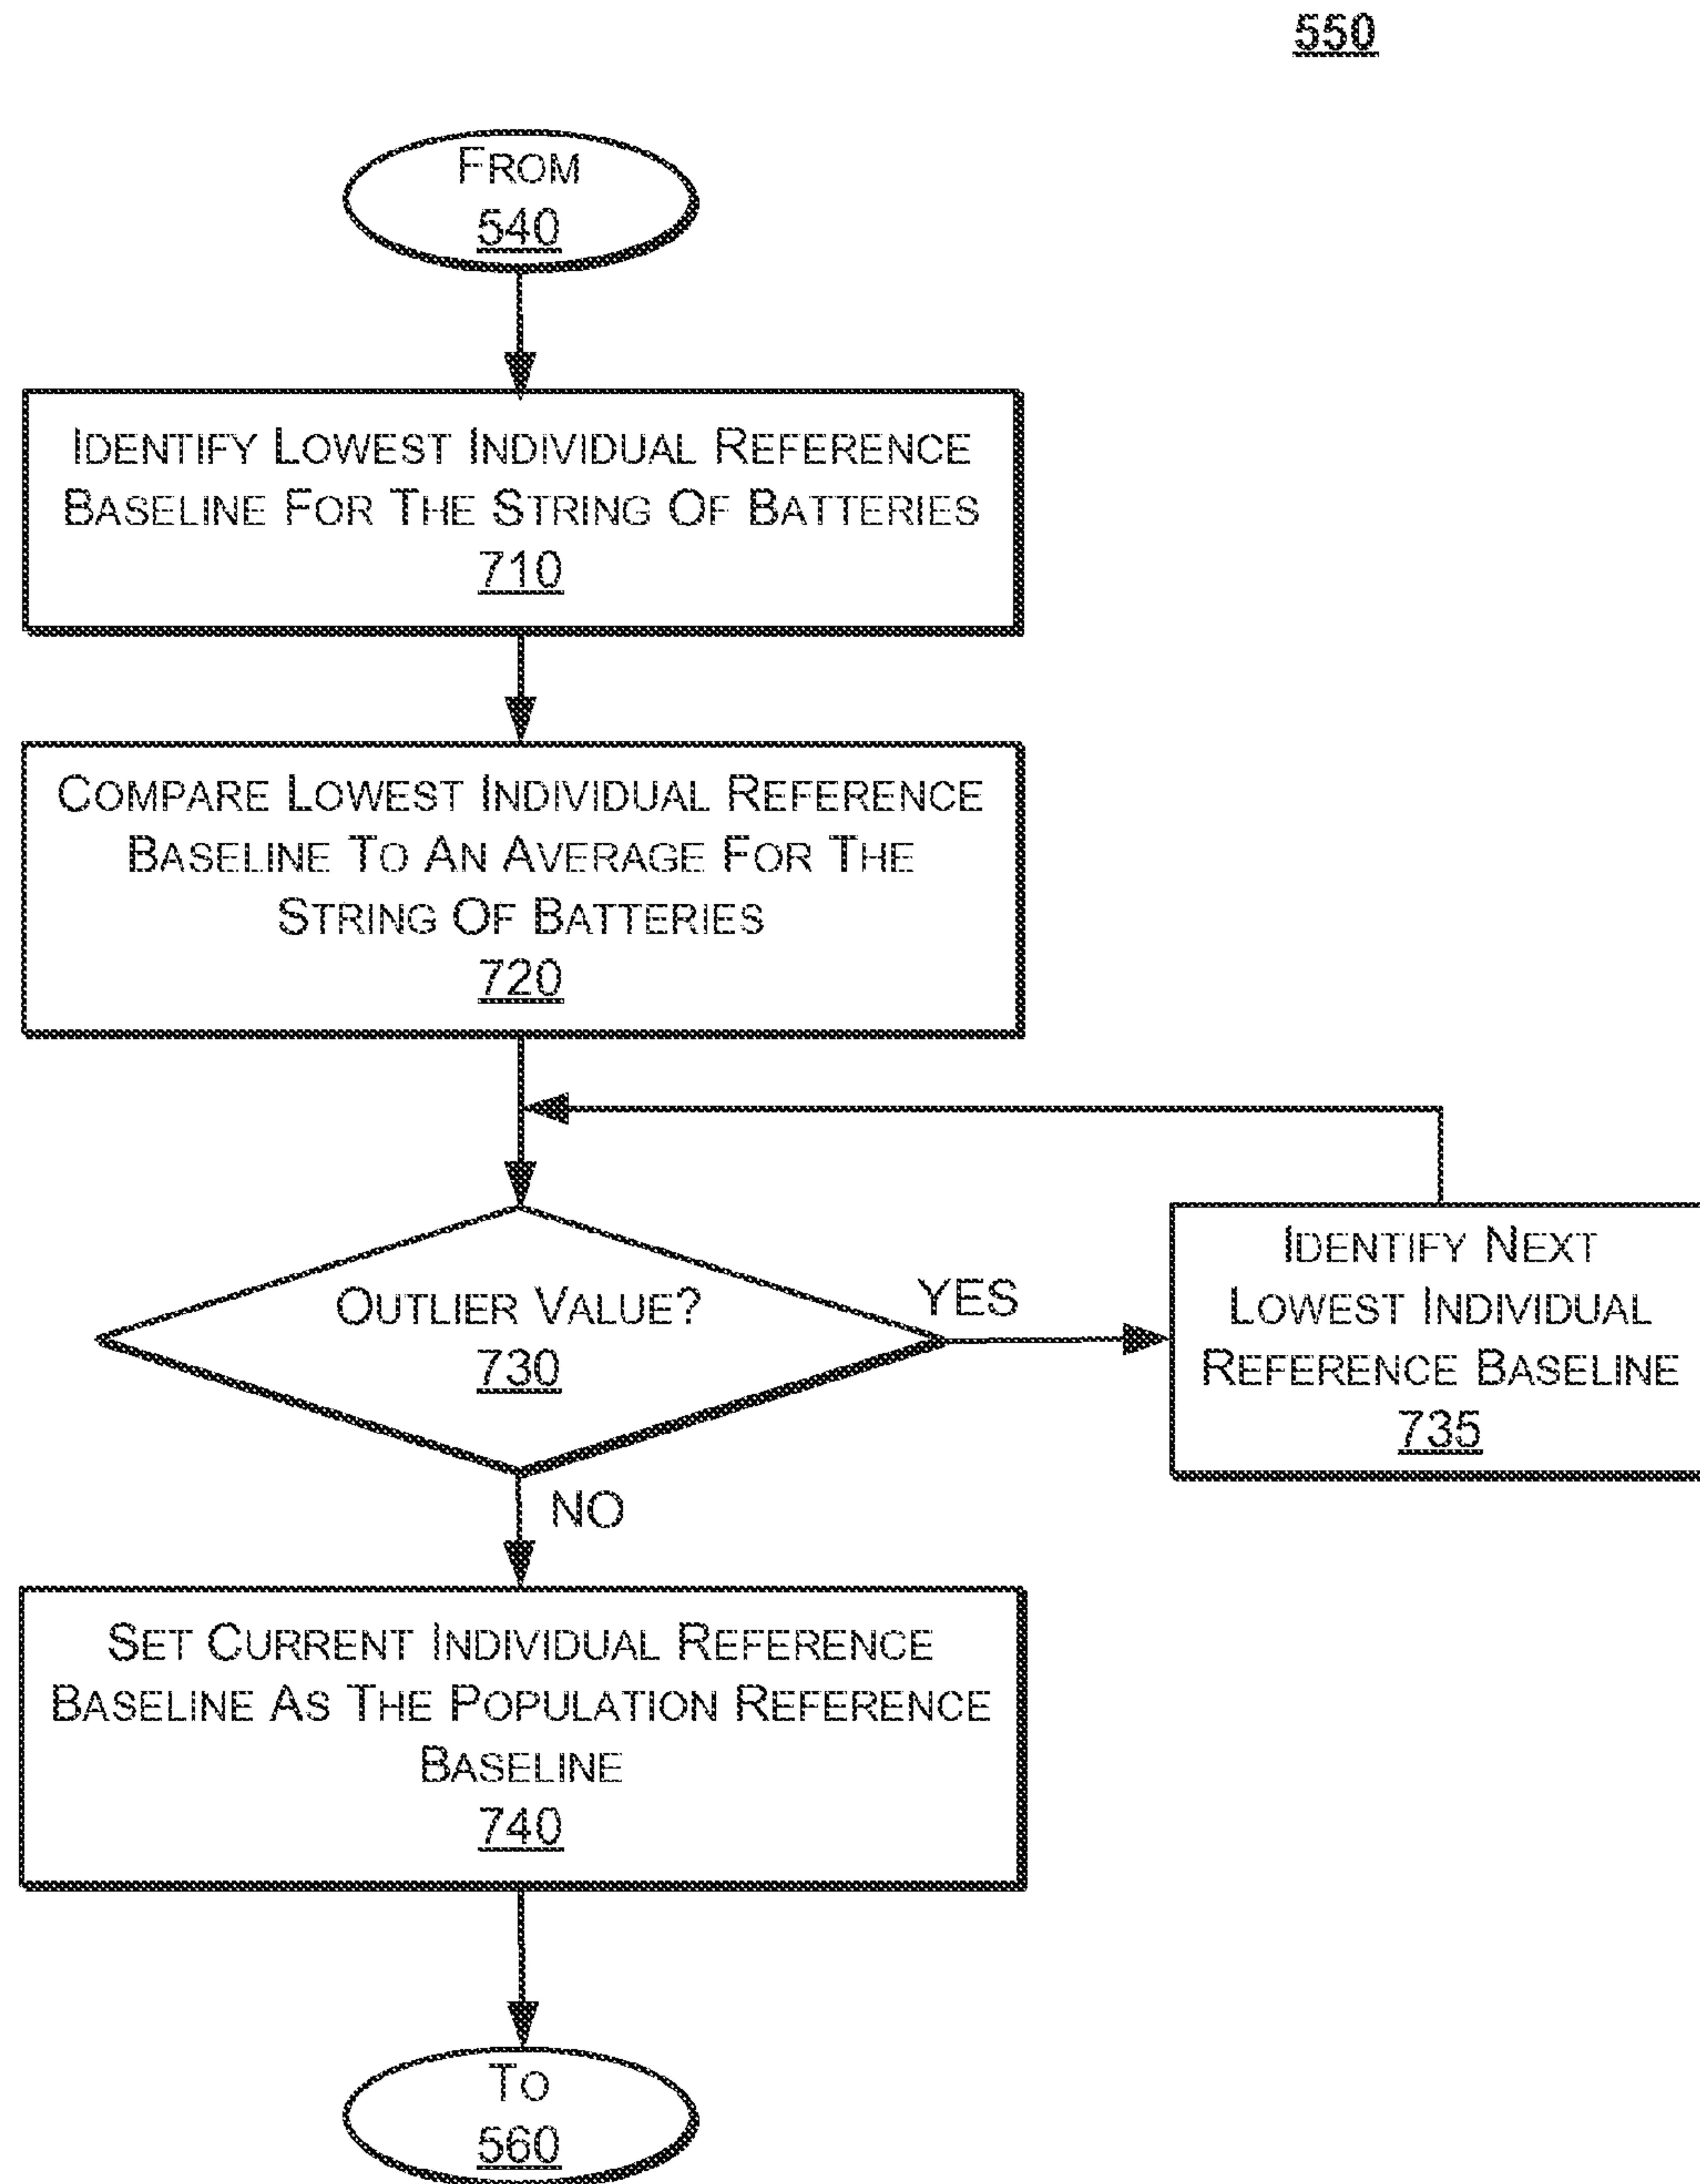 550
FROM
540
IDENTIFY LOWEST INDIVIDUAL REFERENCE
BASELINE FOR THE STRING OF BATTERIES
710
COMPARE LOWEST INDIVIDUAL REFERENCE
BASELINE TO AN AVERAGE FOR THE
STRING OF BATTERIES
720
OUTLIER VALUE?
730
YES
IDENTIFY NEXT
LOWEST INDIVIDUAL
REFERENCE BASELINE
735
NO
SET CURRENT INDIVIDUAL REFERENCE
BASELINE AS THE POPULATION REFERENCE
BASELINE
740
TO
560